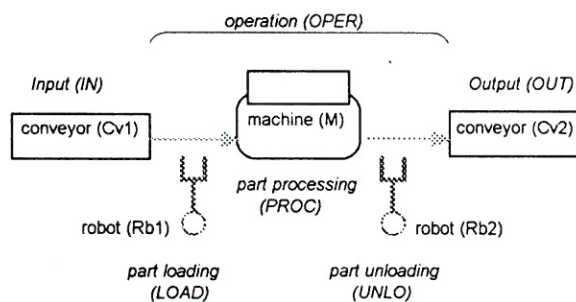 operation (OPER)
Input (IN)
Output (OUT)
conveyor (Cv1)
machine (M)
conveyor (Cv2)
part processing
(PROC)
robot (Rb1)
robot (Rb2)
part loading
(LOAD)
part unloading
(UNLO)